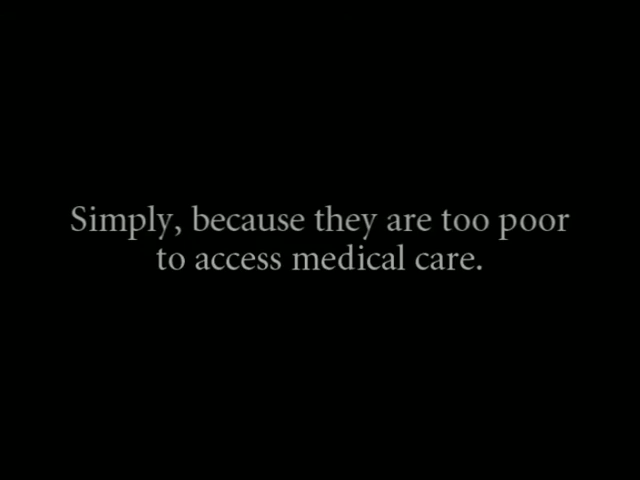 Simply, because they are too poor
to access medical care.